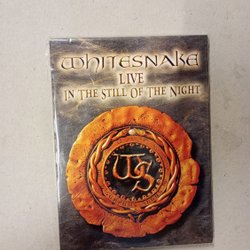 WHITESNAKE
LIVE
IN THE STILL OF THE NIGHT
WS